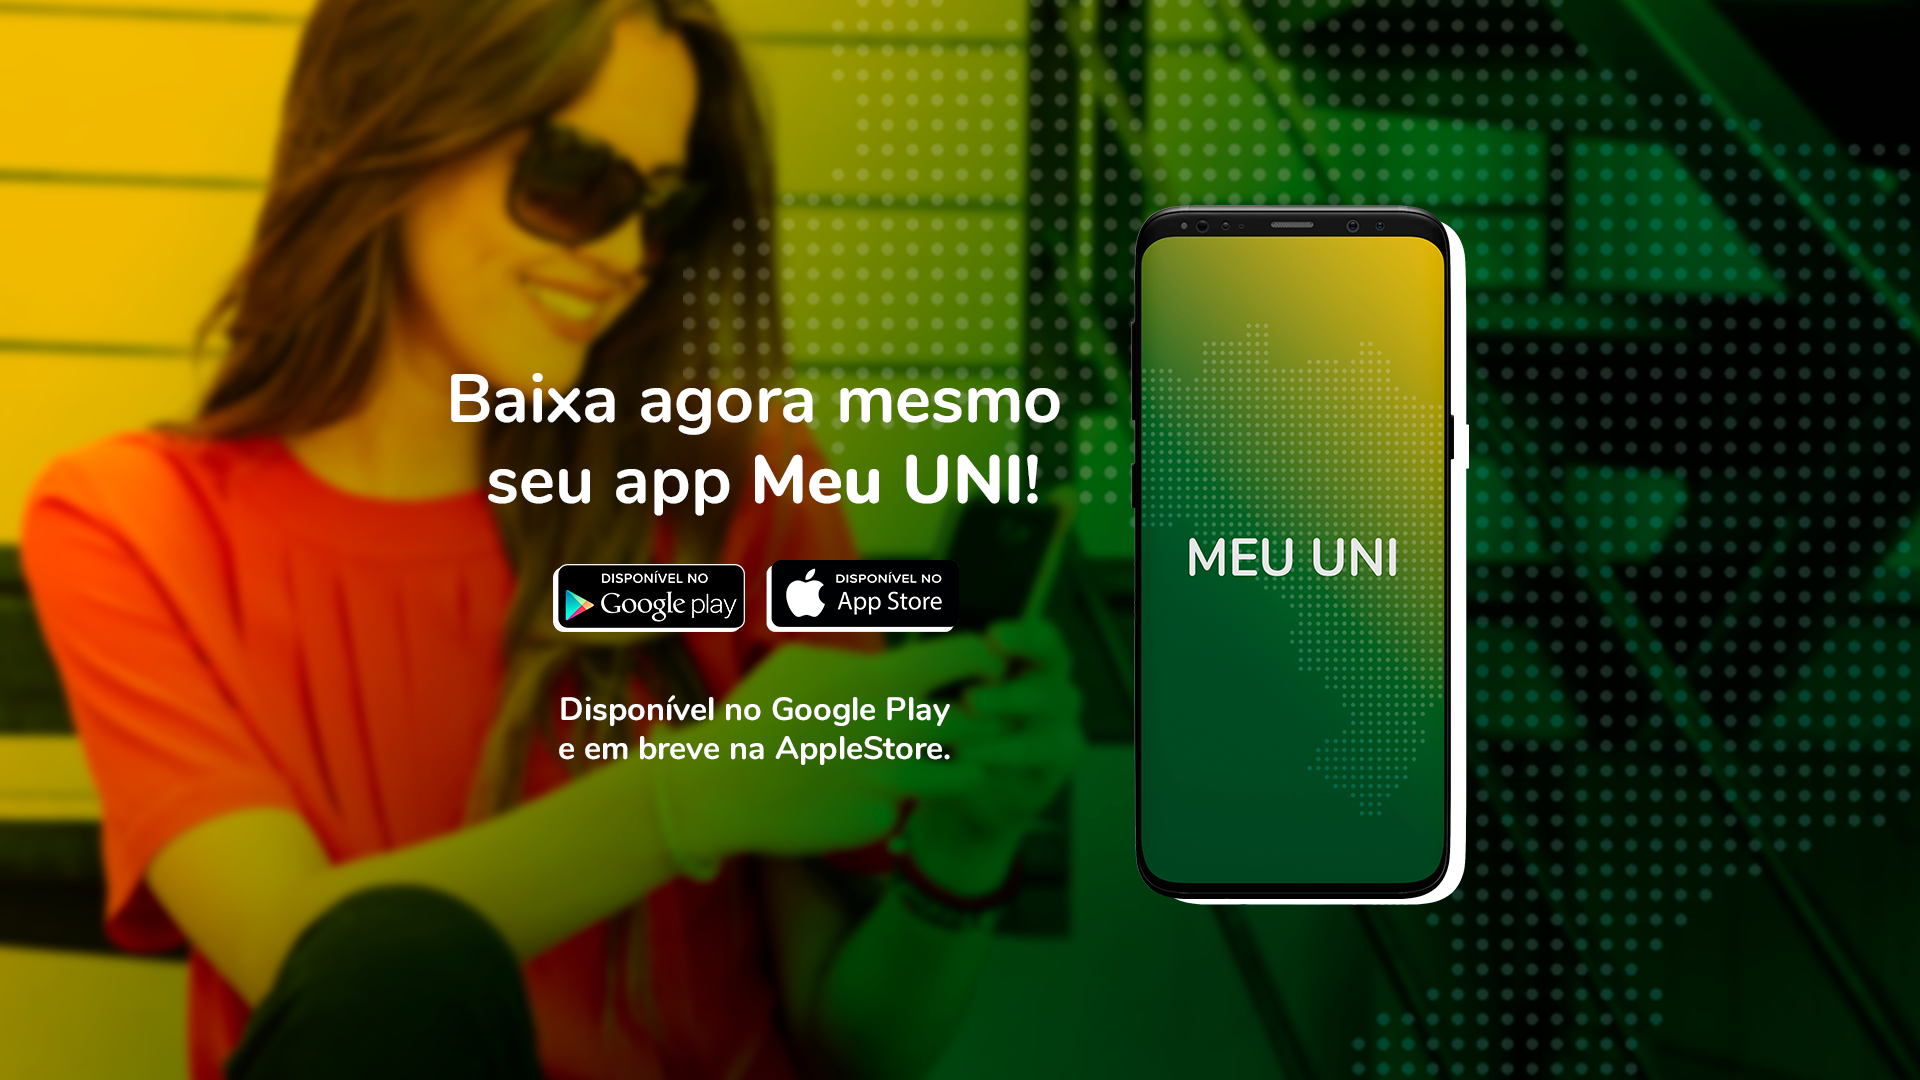 Baixa agora mesmo
seu app Meu UNI!
DISPONÍVEL NO
Google play
DISPONÍVEL NO
App Store
Disponível no Google Play
e em breve na AppleStore.
MEU UNI